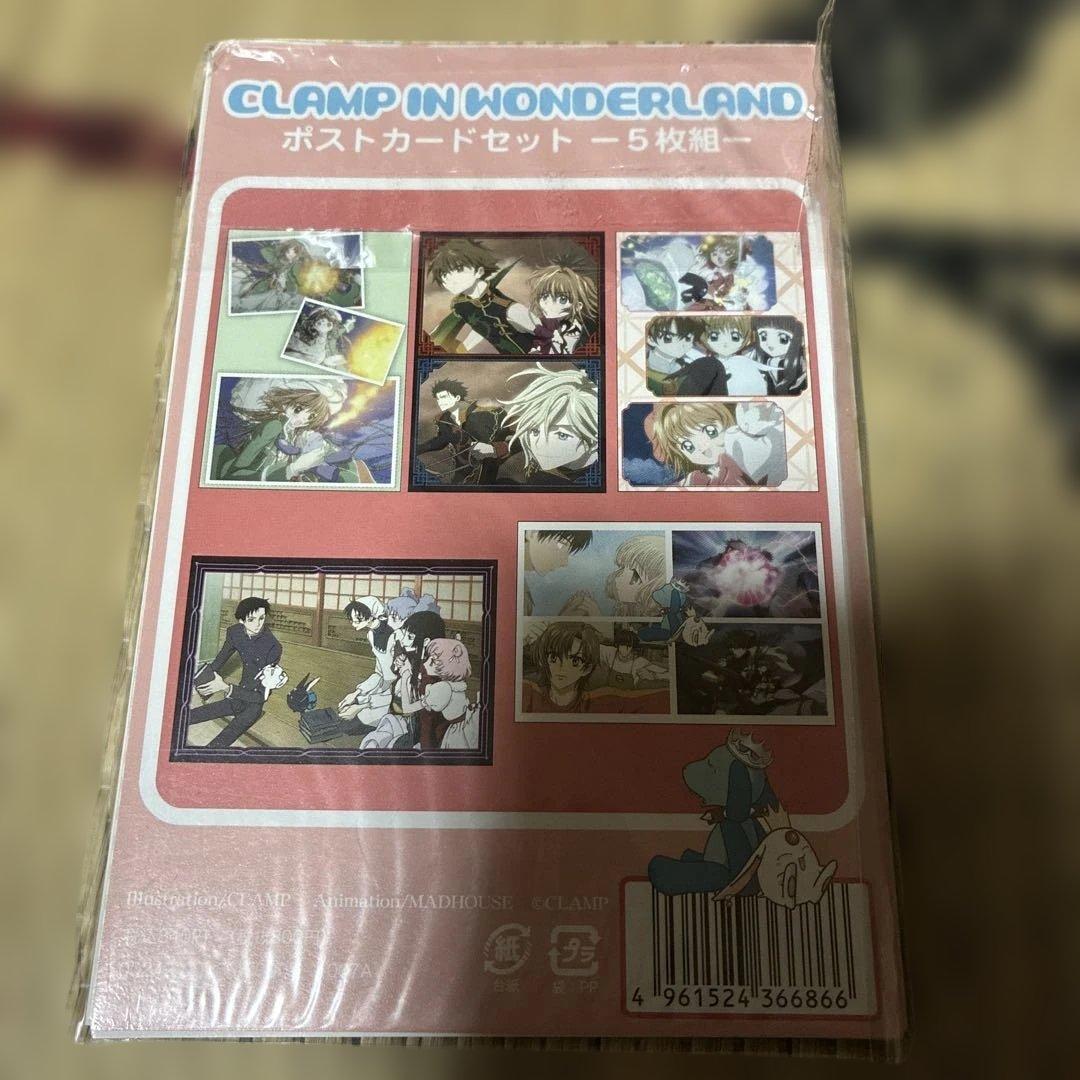 CLAMP IN WONDERLAND
ポストカードセット ー5枚組ー
Illustration/CLAMP Animation/MADHOUSE ©CLAMP
紙 プラ
台紙 袋:PP
4 961524 366866